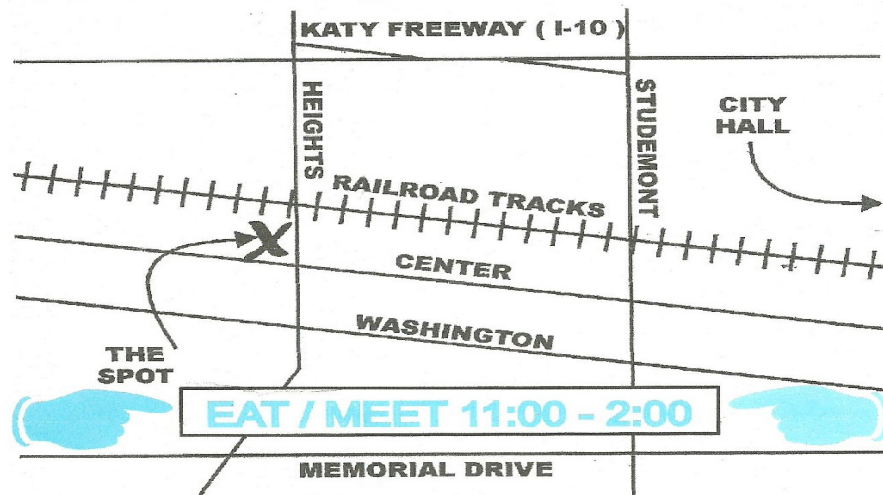 KATY FREEWAY ( I-10 )
HEIGHTS
STUDEMONT
CITY
HALL
RAILROAD TRACKS
CENTER
WASHINGTON
THE
SPOT
EAT / MEET 11:00 - 2:00
MEMORIAL DRIVE